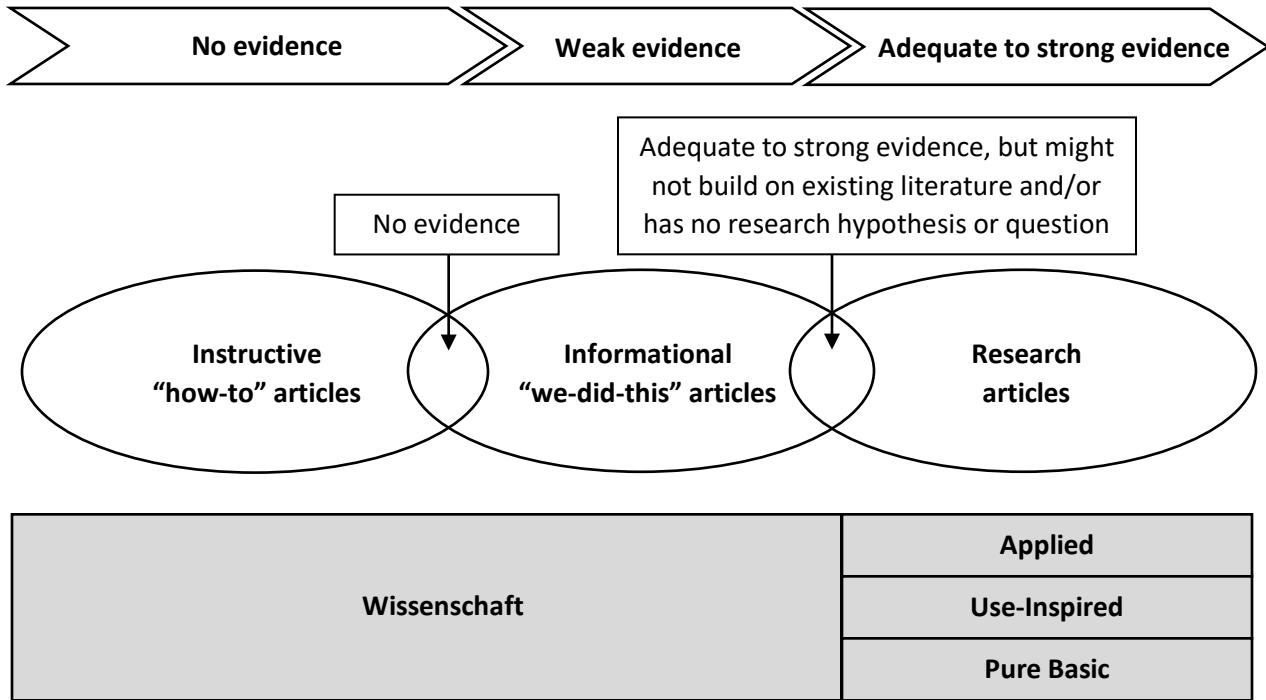 No evidence
Weak evidence
Adequate to strong evidence
No evidence
Adequate to strong evidence, but might
not build on existing literature and/or
has no research hypothesis or question
Instructive
“how-to” articles
Informational
“we-did-this” articles
Research
articles
Wissenschaft
Applied
Use-Inspired
Pure Basic